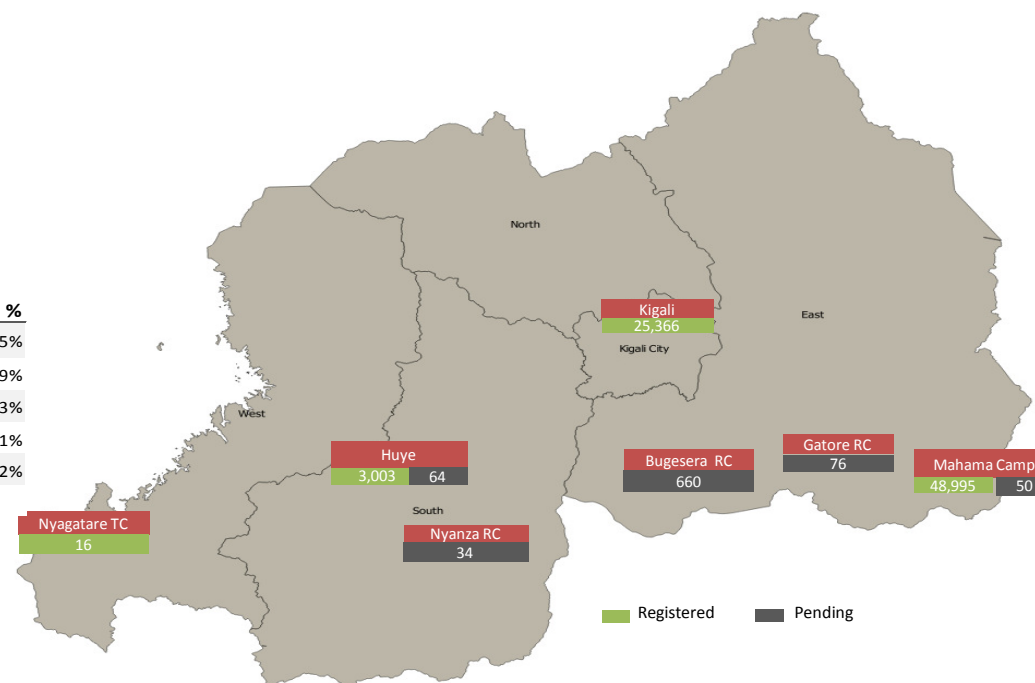 North
%
5%
9%
3%
1%
2%
Kigali
25,366
Kigali City
East
West
Huye
3,003 64
Bugesera RC
660
Gatore RC
76
Mahama Camp
48,995 50
South
Nyagatare TC
16
Nyanza RC
34
Registered Pending